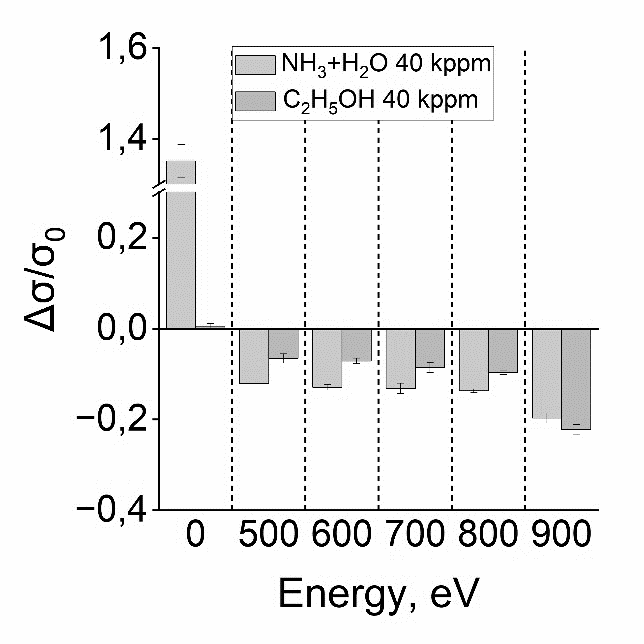 NH₃+H₂O 40 kppm
C₂H₅OH 40 kppm
1,6
1,4
0,2
0,0
−0,2
−0,4
Δσ/σ₀
0 500 600 700 800 900
Energy, eV